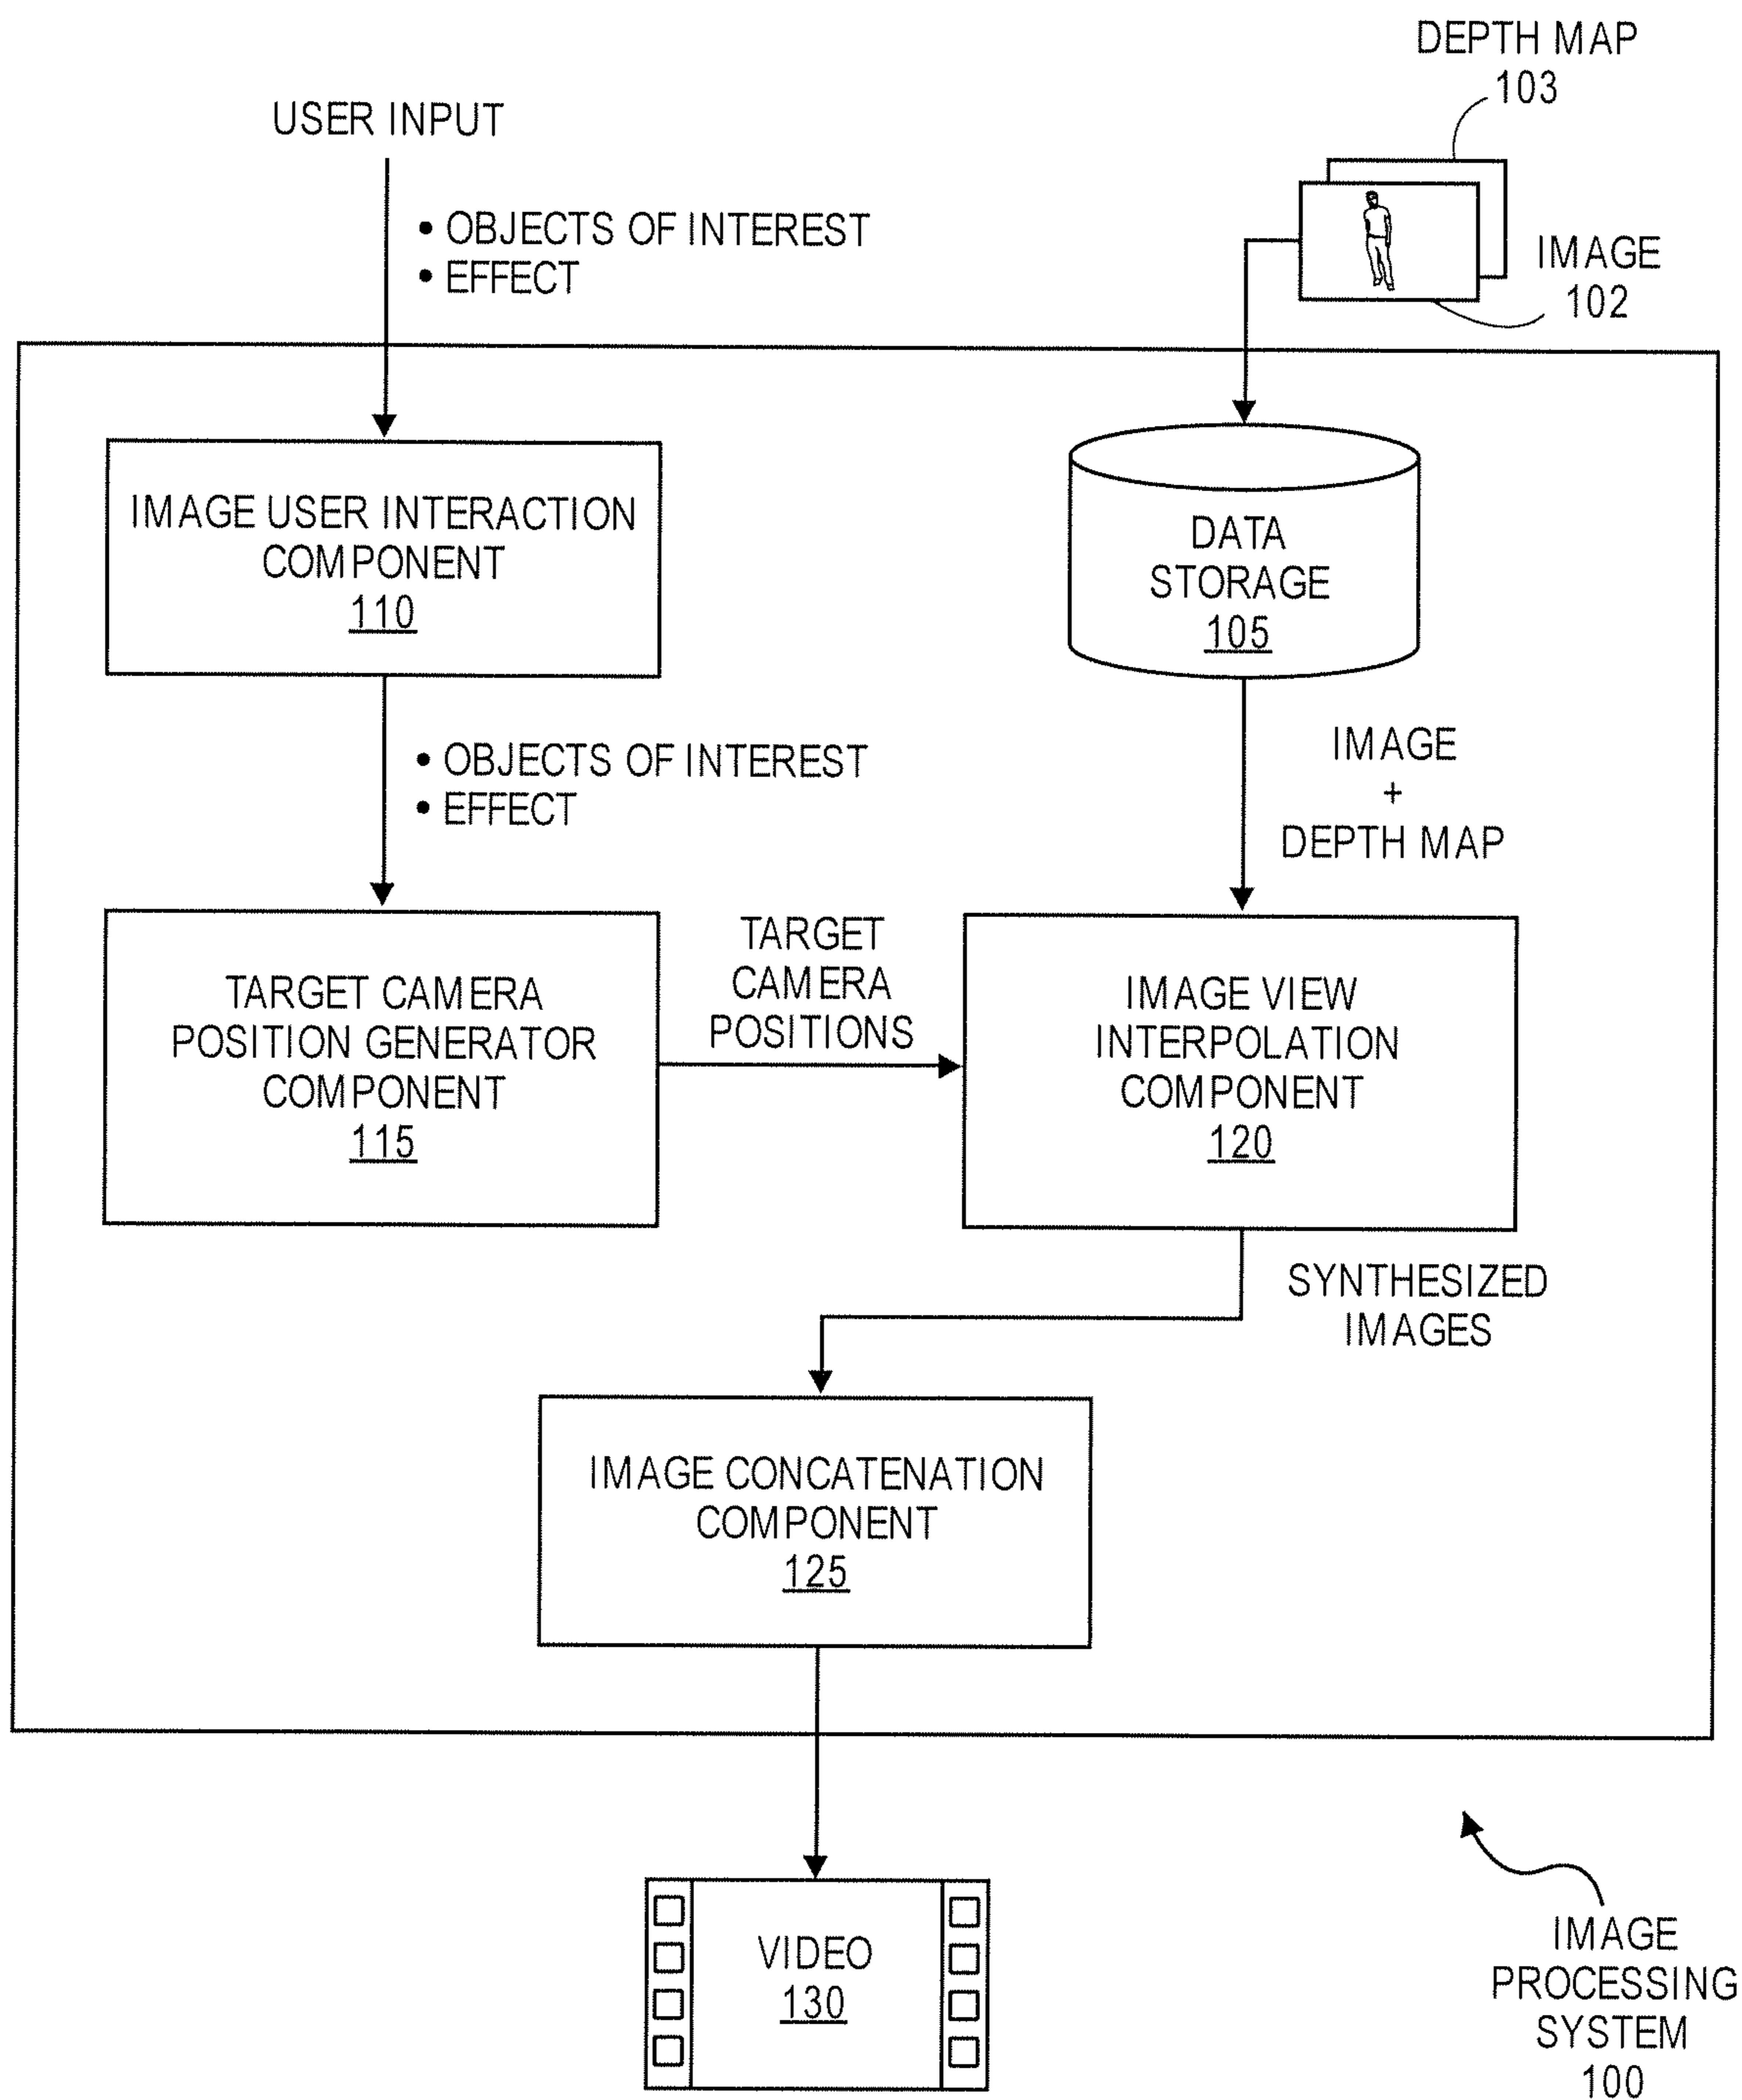 DEPTH MAP
103
USER INPUT
• OBJECTS OF INTEREST
• EFFECT
IMAGE
102
IMAGE USER INTERACTION
COMPONENT
110
DATA
STORAGE
105
• OBJECTS OF INTEREST
• EFFECT
IMAGE
+
DEPTH MAP
TARGET CAMERA
POSITION GENERATOR
COMPONENT
115
TARGET
CAMERA
POSITIONS
IMAGE VIEW
INTERPOLATION
COMPONENT
120
SYNTHESIZED
IMAGES
IMAGE CONCATENATION
COMPONENT
125
VIDEO
130
IMAGE
PROCESSING
SYSTEM
100